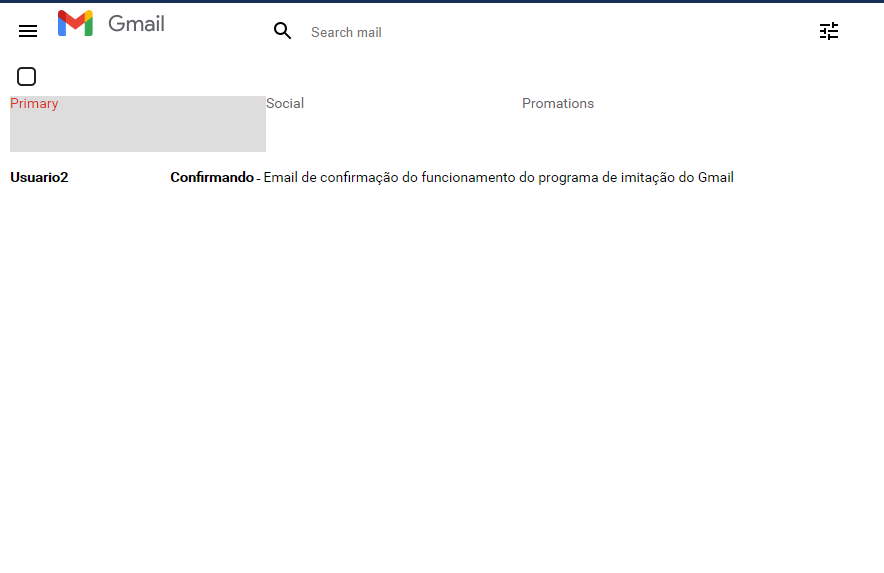 Gmail Search mail
Primary Social Promations
Usuario2 Confirmando - Email de confirmação do funcionamento do programa de imitação do Gmail